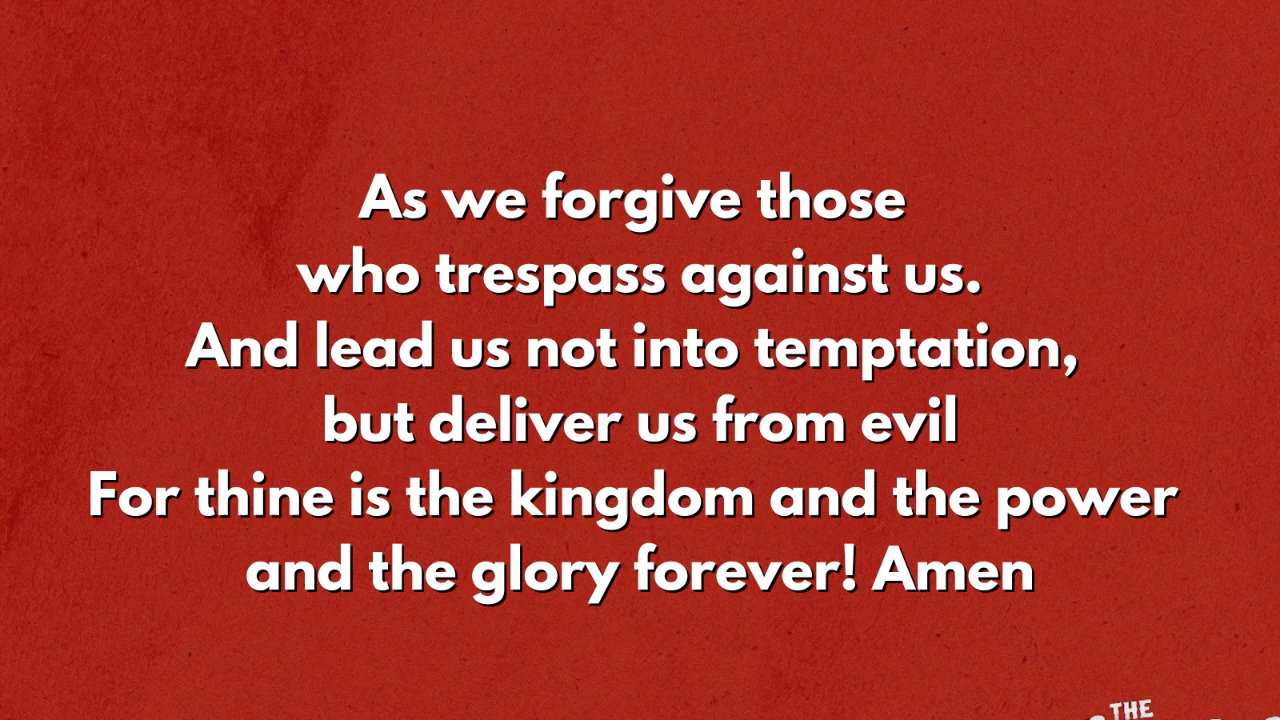 As we forgive those
who trespass against us.
And lead us not into temptation,
but deliver us from evil
For thine is the kingdom and the power
and the glory forever! Amen
THE